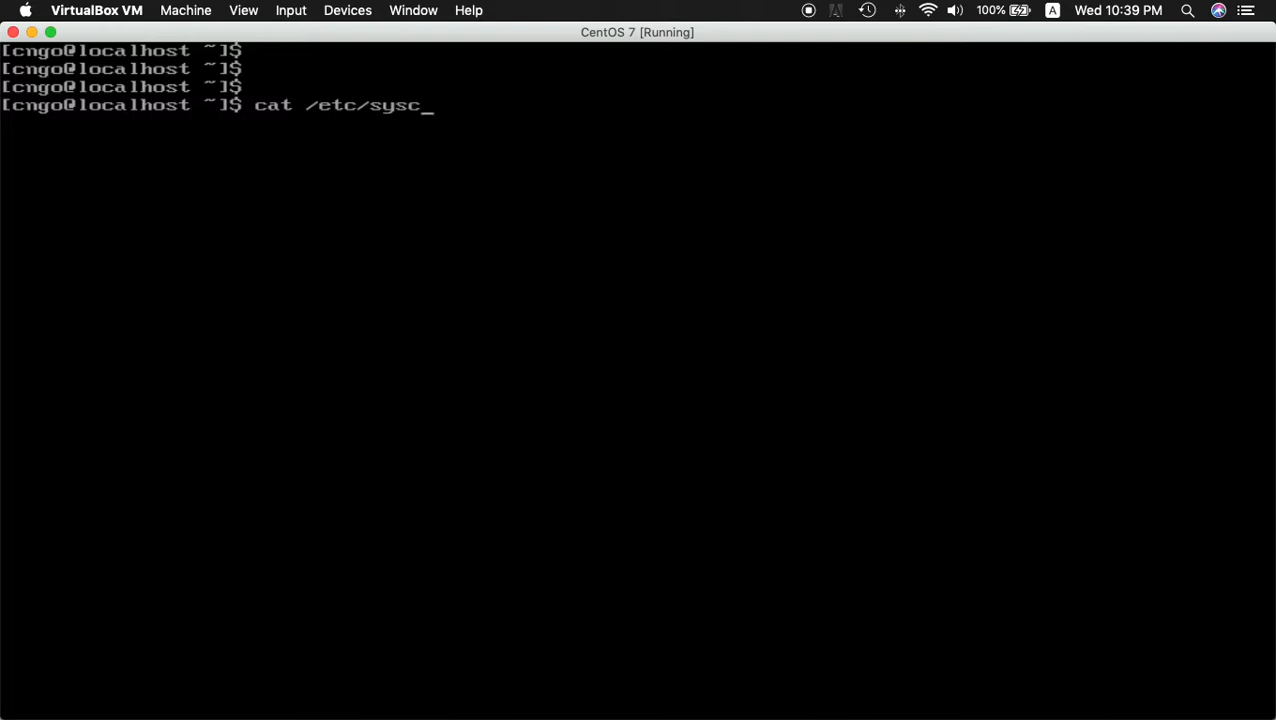 VirtualBox VM Machine View Input Devices Window Help 100% A Wed 10:39 PM
CentOS 7 [Running]
[cngo@localhost ~]$
[cngo@localhost ~]$
[cngo@localhost ~]$
[cngo@localhost ~]$ cat /etc/sysc_